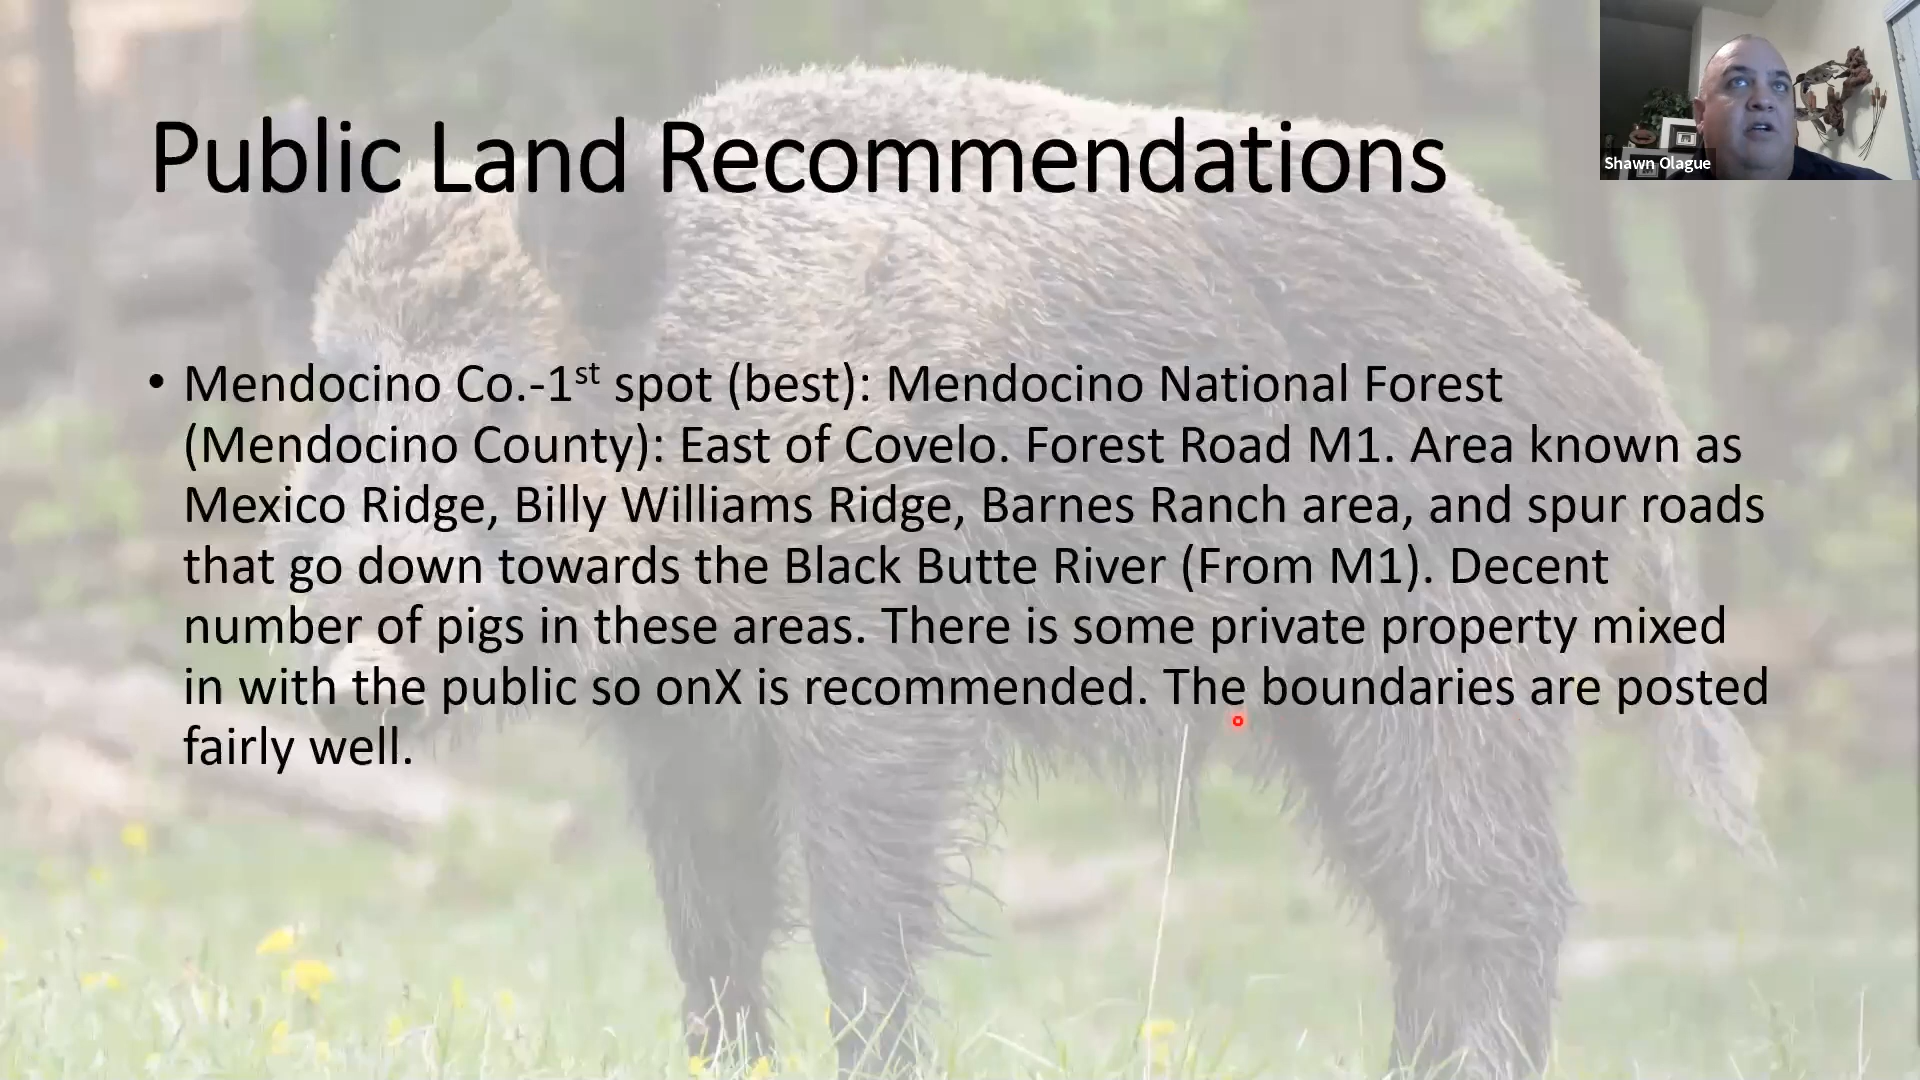 Public Land Recommendations
Shawn Olague
• Mendocino Co.-1st spot (best): Mendocino National Forest
(Mendocino County): East of Covelo. Forest Road M1. Area known as
Mexico Ridge, Billy Williams Ridge, Barnes Ranch area, and spur roads
that go down towards the Black Butte River (From M1). Decent
number of pigs in these areas. There is some private property mixed
in with the public so onX is recommended. The boundaries are posted
fairly well.